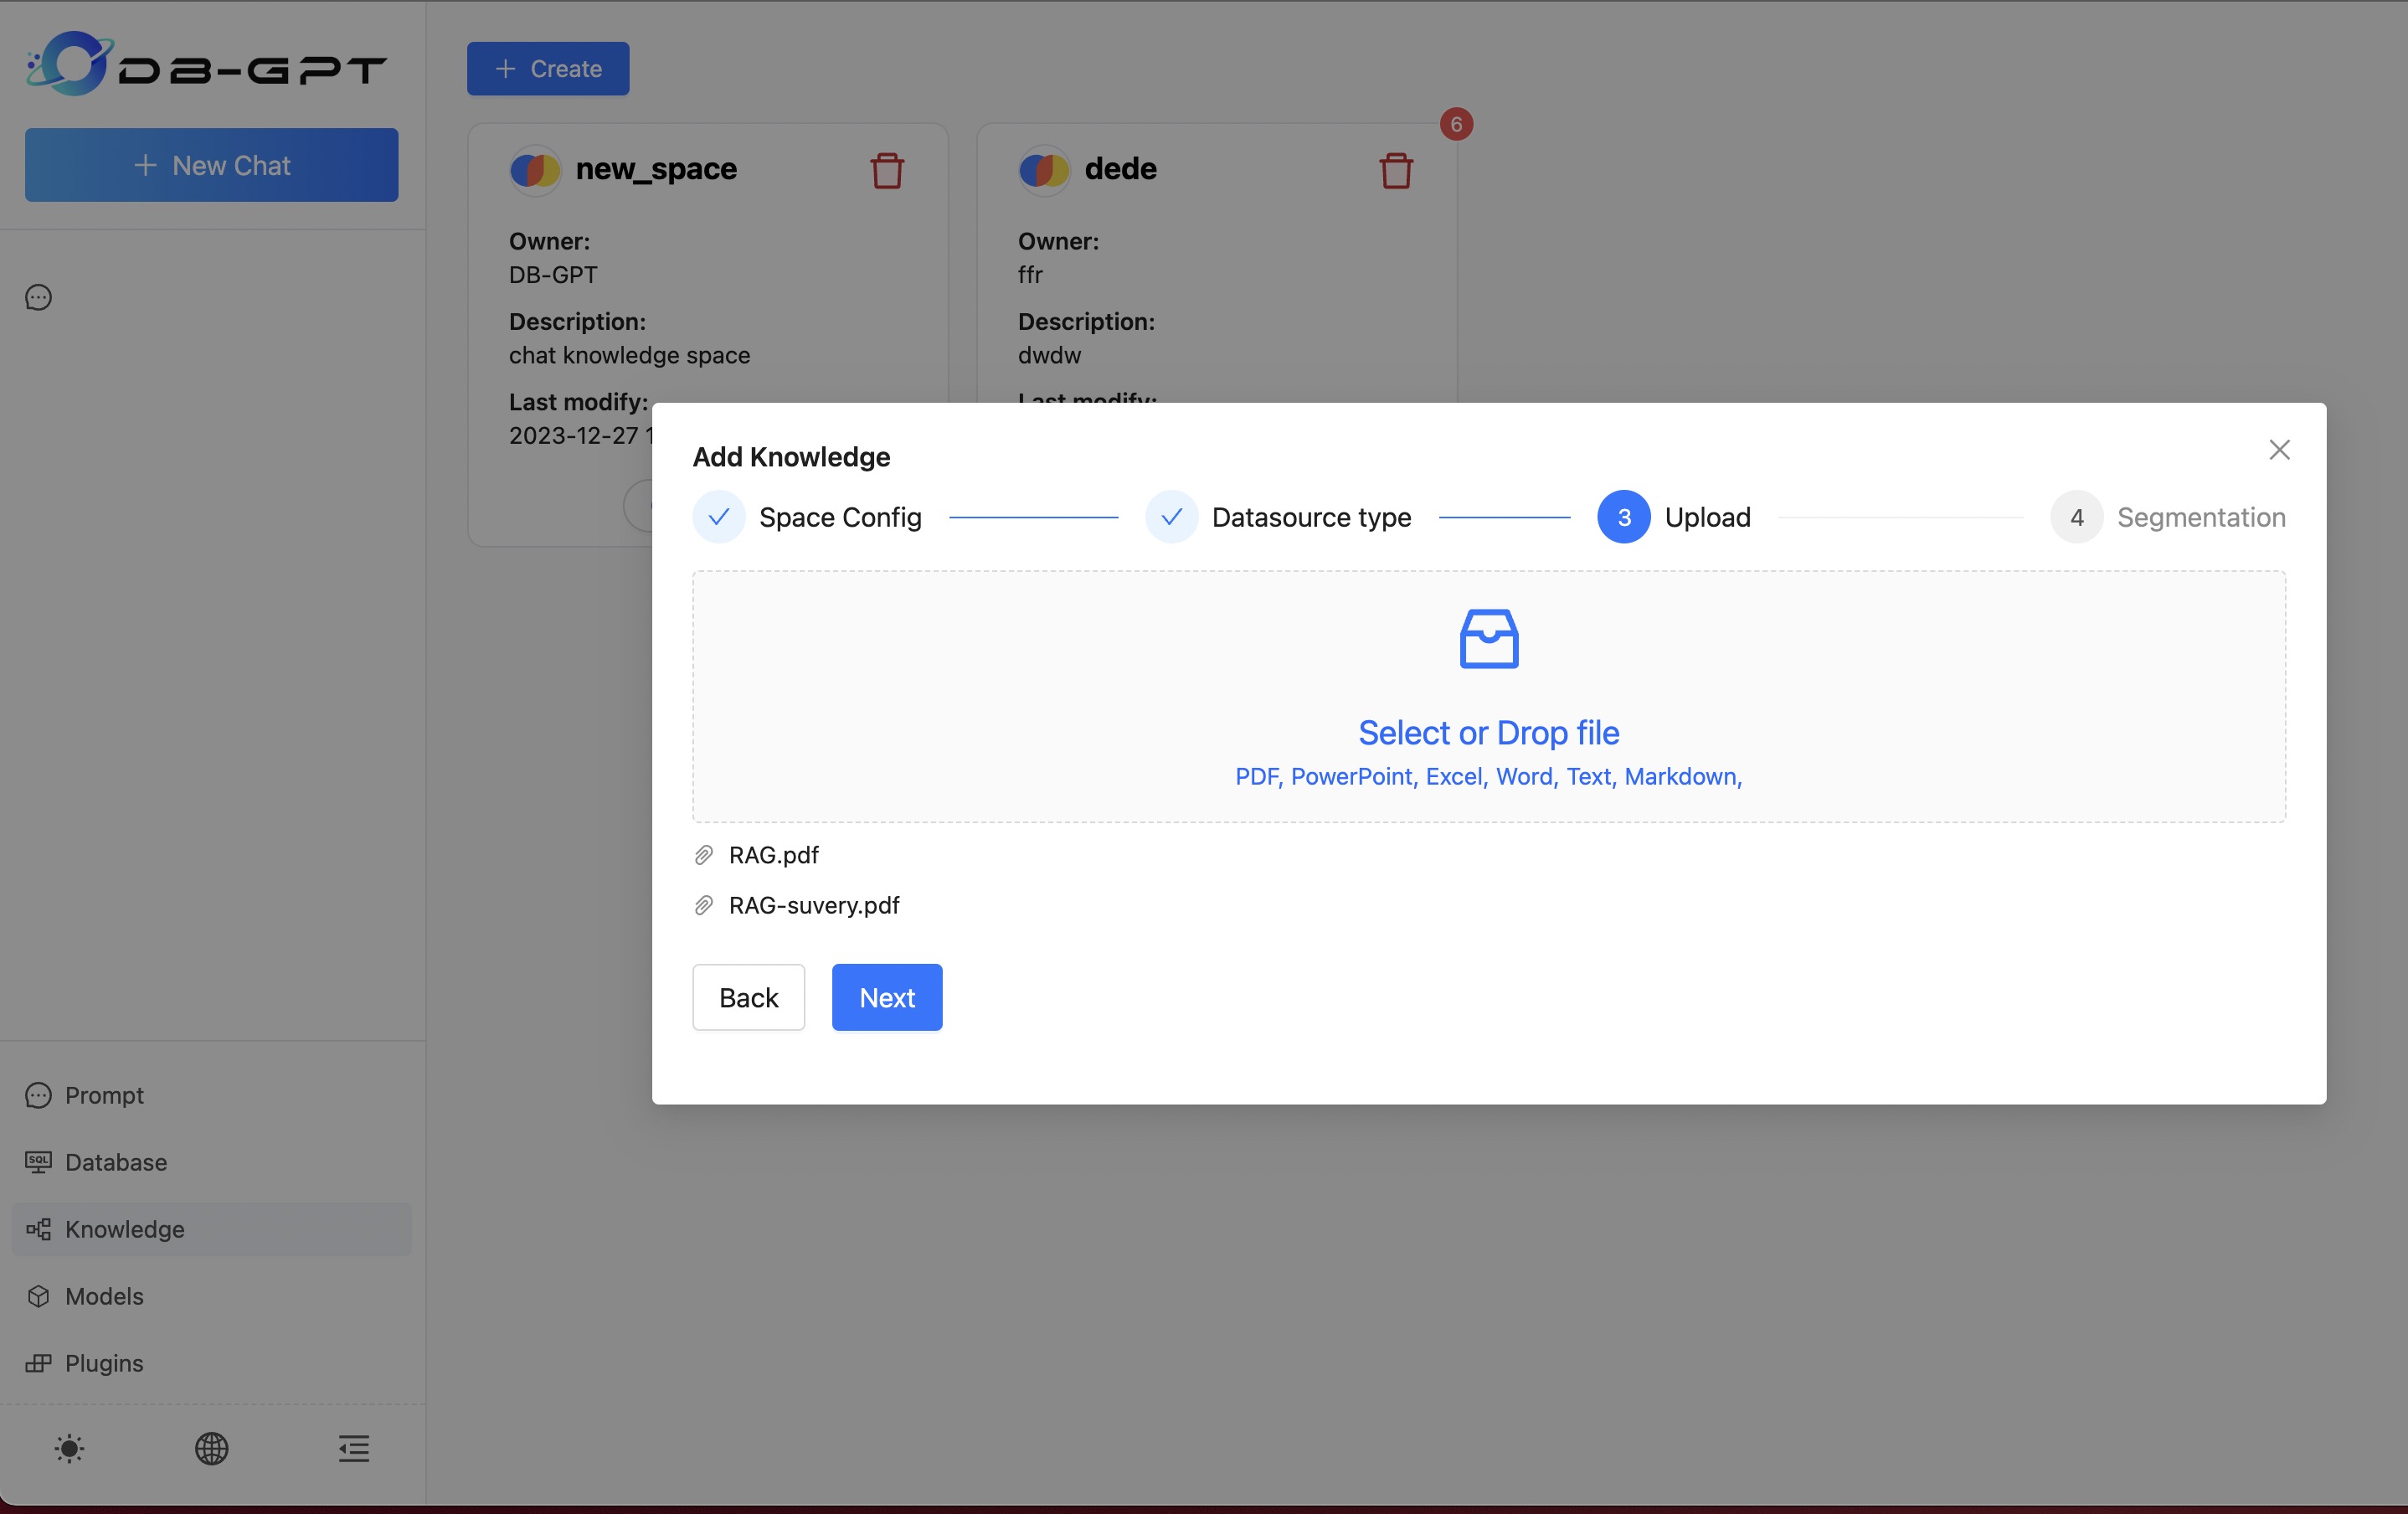 DB-GPT
+ New Chat
Prompt
SQL Database
Knowledge
Models
Plugins
+ Create
new_space
Owner:
DB-GPT
Description:
chat knowledge space
Last modify:
2023-12-27 1
6
dede
Owner:
ffr
Description:
dwdw
Last modify:
Add Knowledge
Space Config
Datasource type
3 Upload
4 Segmentation
Select or Drop file
PDF, PowerPoint, Excel, Word, Text, Markdown,
RAG.pdf
RAG-suvery.pdf
Back
Next